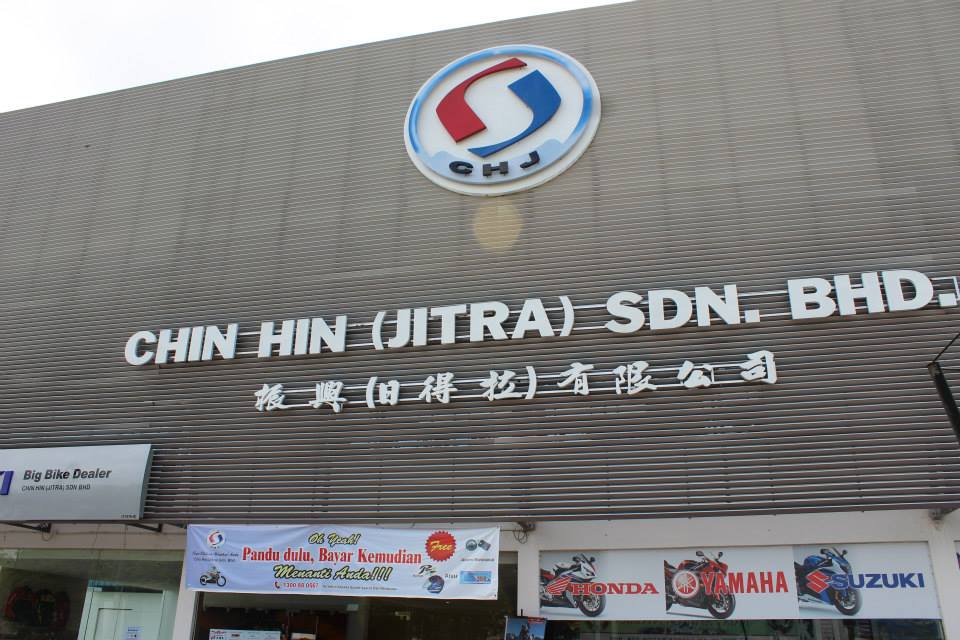 CHJ
CHIN HIN (JITRA) SDN. BHD.
振興(日得拉)有限公司
Big Bike Dealer
CHIN HIN (JITRA) SDN BHD
Oh Yeah!
Pandu dulu, Bayar Kemudian
Free
Menanti Anda!!!
HONDA
YAMAHA
SUZUKI